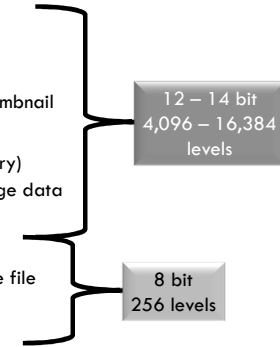 mbnail
12 – 14 bit
4,096 – 16,384
levels
ry)
ge data
e file
8 bit
256 levels